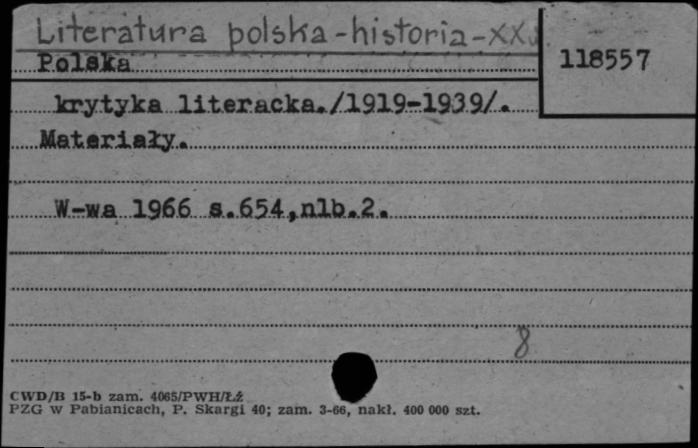 Literatura polska - historia - XX
Polska
118557
krytyka literacka./1919-1939/.
Materiały.
W-wa 1966 s.654,nlb.2.
8
CWD/B 15-b zam. 4065/PWH/Łż
PZG w Pabianicach, P. Skargi 40; zam. 3-66, nakł. 400 000 szt.